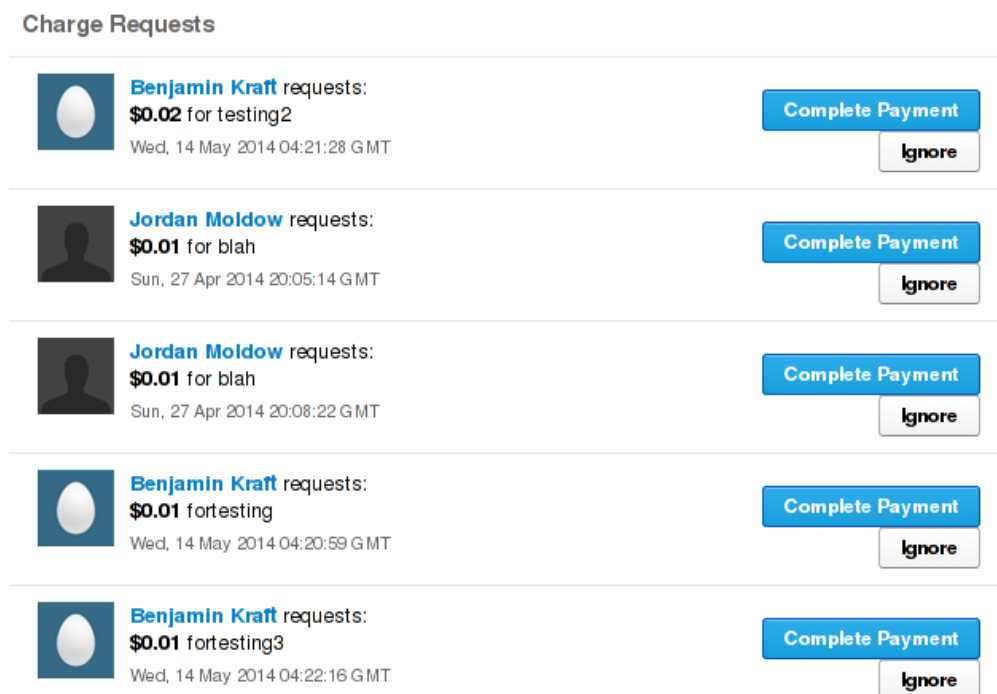 Charge Requests
Benjamin Kraft requests:
$0.02 for testing2
Wed, 14 May 2014 04:21:28 GMT
Complete Payment
Ignore
Jordan Moldow requests:
$0.01 for blah
Sun, 27 Apr 2014 20:05:14 GMT
Complete Payment
Ignore
Jordan Moldow requests:
$0.01 for blah
Sun, 27 Apr 2014 20:08:22 GMT
Complete Payment
Ignore
Benjamin Kraft requests:
$0.01 for testing
Wed, 14 May 2014 04:20:59 GMT
Complete Payment
Ignore
Benjamin Kraft requests:
$0.01 for testing3
Wed, 14 May 2014 04:22:16 GMT
Complete Payment
Ignore